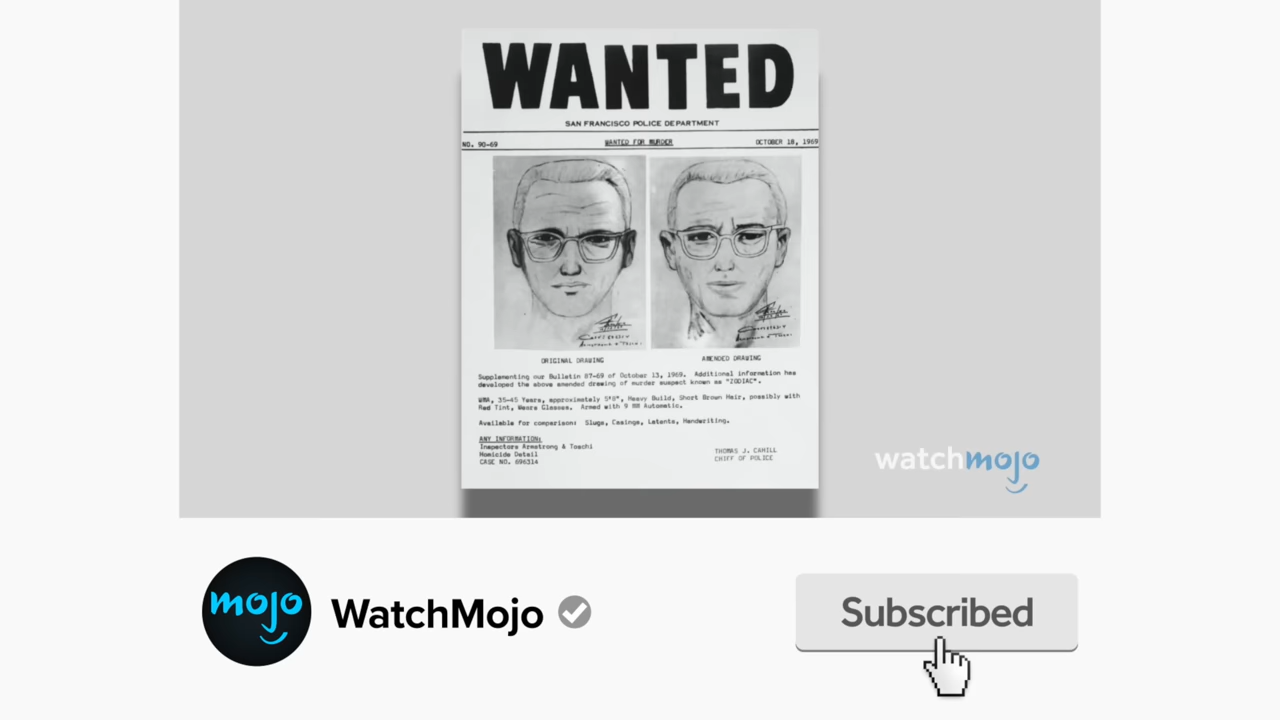 WANTED
SAN FRANCISCO POLICE DEPARTMENT
NO. 90-69 WANTED FOR MURDER OCTOBER 18, 1969
ORIGINAL DRAWING AMENDED DRAWING
Supplementing our Bulletin 87-69 of October 13, 1969. Additional information has
developed the above amended drawing of murder suspect known as "ZODIAC".
WMA, 35-45 Years, approximately 5'8", Heavy Build, Short Brown Hair, possibly with
Red Tint, Wears Glasses. Armed with 9 MM Automatic.
Available for comparison: Slugs, Casings, Latents, Handwriting.
ANY INFORMATION:
Inspectors Armstrong & Toschi
Homicide Detail
CASE NO. 696314
THOMAS J. CAHILL
CHIEF OF POLICE
watchmojo
mojo
WatchMojo
Subscribed